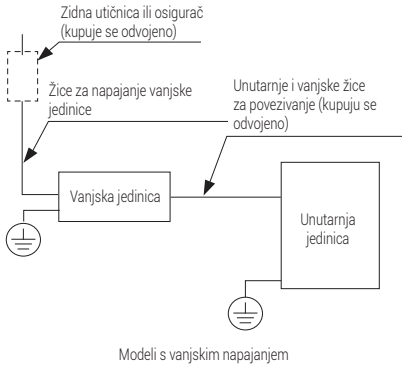 Zidna utičnica ili osigurač
(kupuje se odvojeno)
Žice za napajanje vanjske
jedinice
Unutarnje i vanjske žice
za povezivanje (kupuju se
odvojeno)
Vanjska jedinica
Unutarnja
jedinica
Modeli s vanjskim napajanjem